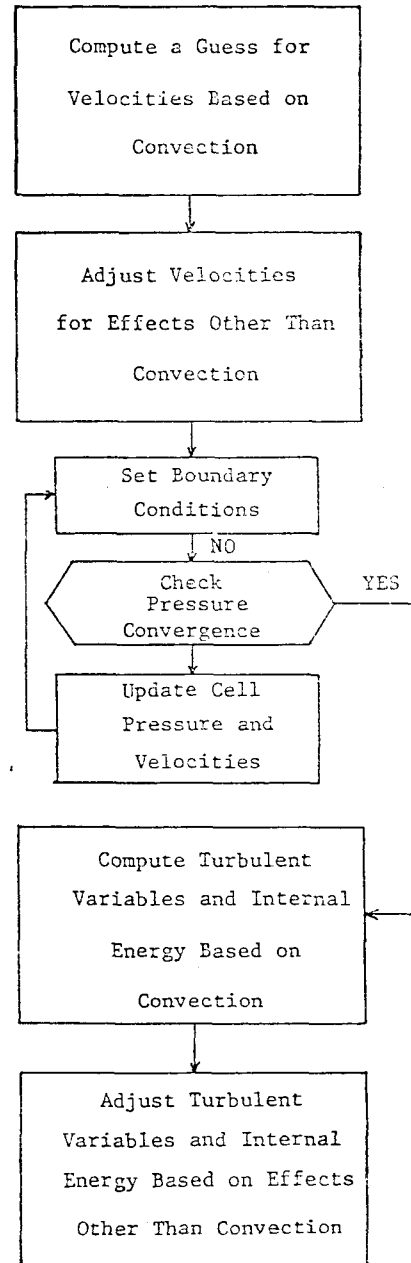 Compute a Guess for
Velocities Based on
Convection
Adjust Velocities
for Effects Other Than
Convection
Set Boundary
Conditions
NO
Check
Pressure
Convergence
YES
Update Cell
Pressure and
Velocities
Compute Turbulent
Variables and Internal
Energy Based on
Convection
Adjust Turbulent
Variables and Internal
Energy Based on Effects
Other Than Convection